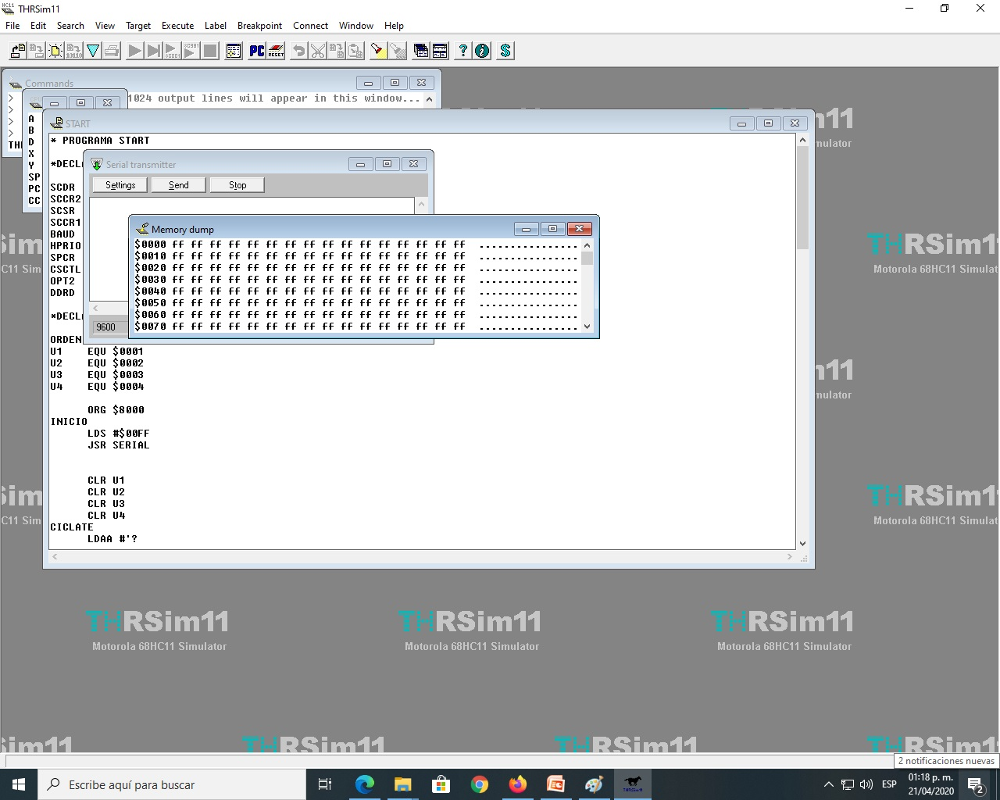 THRSim11
File Edit Search View Target Execute Label Breakpoint Connect Window Help
PC RESET ? $
Commands
1024 output lines will appear in this window...
>
>
>
>
A
B
D
X
Y
SP
PC
CC
START
* PROGRAMA START
SCDR
SCCR2
SCSR
SCCR1
BAUD
HPRIO
SPCR
CSCTL
OPT2
DDRD
ORDEN
U1 EQU $0001
U2 EQU $0002
U3 EQU $0003
U4 EQU $0004
ORG $8000
INICIO
LDS #$00FF
JSR SERIAL
CLR U1
CLR U2
CLR U3
CLR U4
CICLATE
LDAA #'?
Serial transmitter
Settings Send Stop
9600
Memory dump
$0000 ff ff ff ff ff ff ff ff ff ff ff ff ff ff ff ff ................
$0010 ff ff ff ff ff ff ff ff ff ff ff ff ff ff ff ff ................
$0020 ff ff ff ff ff ff ff ff ff ff ff ff ff ff ff ff ................
$0030 ff ff ff ff ff ff ff ff ff ff ff ff ff ff ff ff ................
$0040 ff ff ff ff ff ff ff ff ff ff ff ff ff ff ff ff ................
$0050 ff ff ff ff ff ff ff ff ff ff ff ff ff ff ff ff ................
$0060 ff ff ff ff ff ff ff ff ff ff ff ff ff ff ff ff ................
$0070 ff ff ff ff ff ff ff ff ff ff ff ff ff ff ff ff ................
THRSim11
Motorola 68HC11 Simulator
THRSim11
Motorola 68HC11 Simulator
THRSim11
Motorola 68HC11 Simulator
2 notificaciones nuevas
Escribe aquí para buscar
ESP
01:18 p. m.
21/04/2020
2